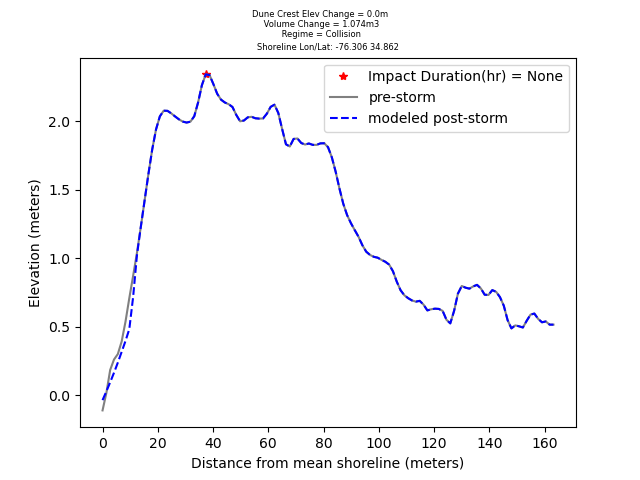 Dune Crest Elev Change = 0.0m
Volume Change = 1.074m3
Regime = Collision
Shoreline Lon/Lat: -76.306 34.862
Impact Duration(hr) = None
pre-storm
modeled post-storm
Elevation (meters)
2.0
1.5
1.0
0.5
0.0
0 20 40 60 80 100 120 140 160
Distance from mean shoreline (meters)